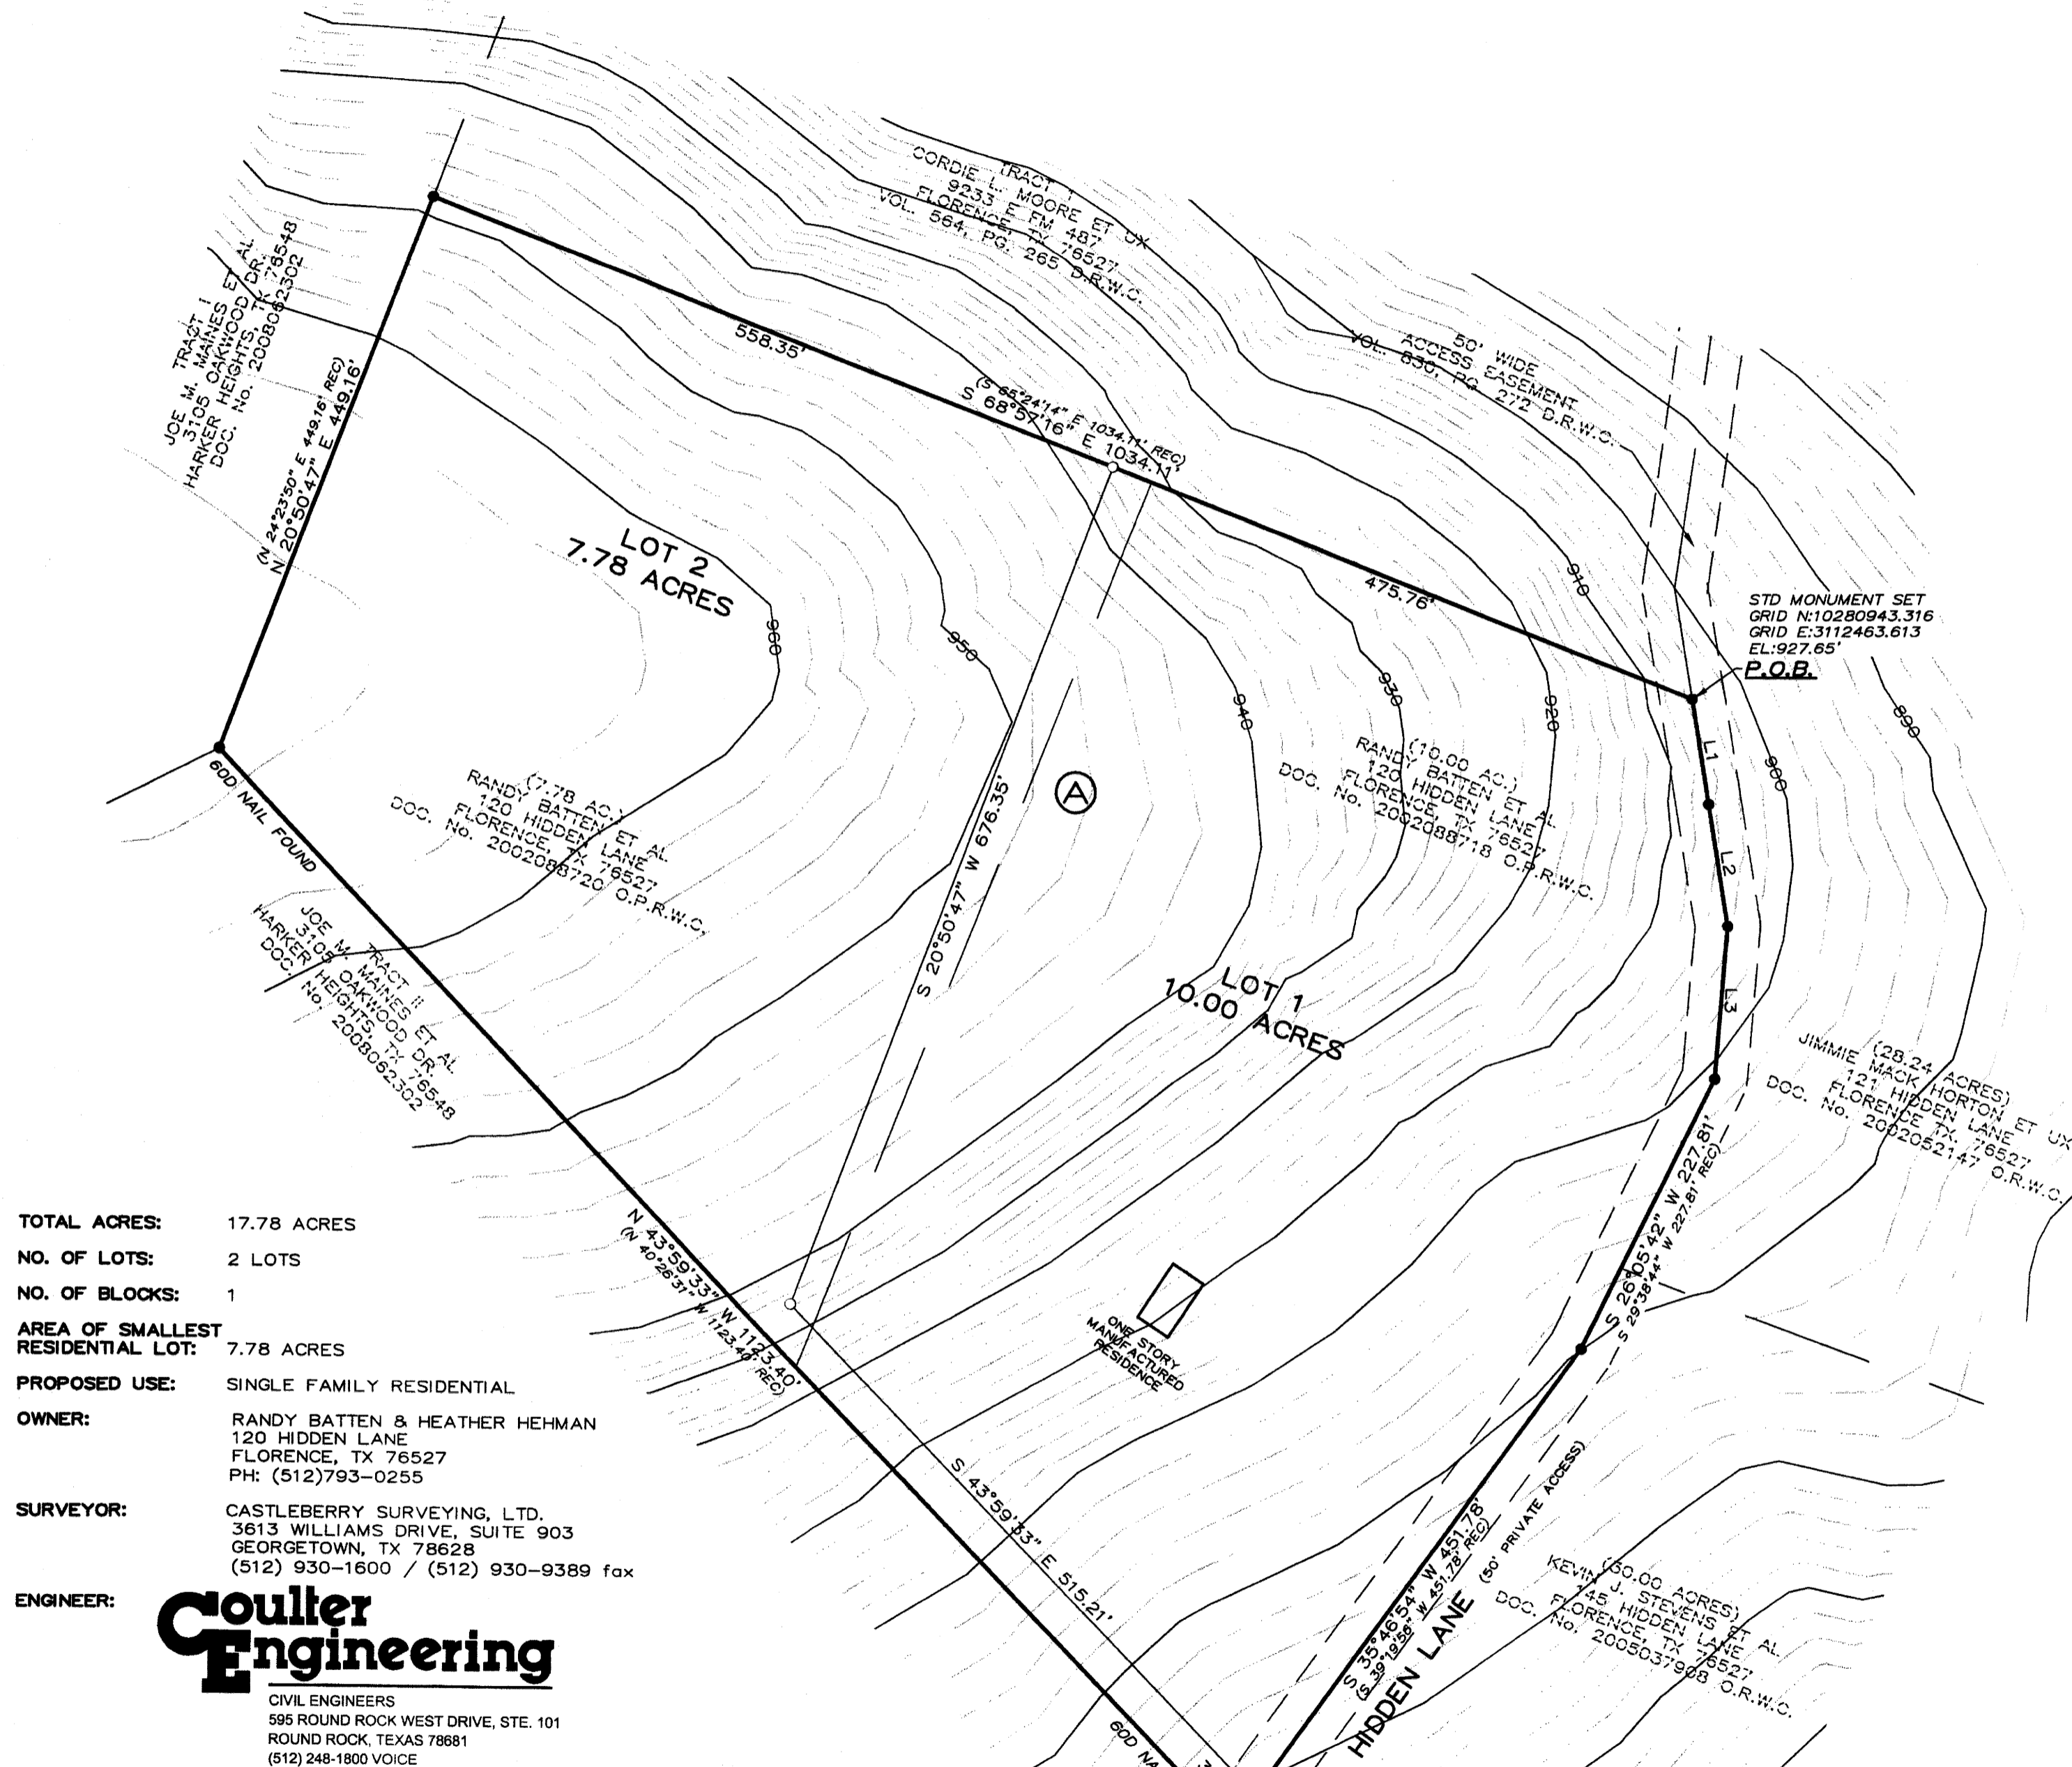 TRACT I
CORDIE L. MOORE ET UX
9233 E FM 487
FLORENCE, TX 76527
VOL. 564, PG. 265 D.R.W.C.
TRACT I
JOE M. MAINES ET AL
3105 OAKWOOD DR.
HARKER HEIGHTS, TX 76548
DOC. No. 2008062302
(N 24°23'50" E 449.16' REC)
N 20°50'47" E 449.16'
558.35'
(S 65°24'14" E 1034.11' REC)
S 68°57'16" E 1034.11'
475.76'
50' WIDE
ACCESS EASEMENT
VOL. 830, PG. 272 D.R.W.C.
LOT 2
7.78 ACRES
990
950
940
930
920
910
900
890
STD MONUMENT SET
GRID N:10280943.316
GRID E:3112463.613
EL:927.65'
P.O.B.
L1
L2
L3
60D NAIL FOUND
(7.78 AC.)
RANDY BATTEN ET AL
120 HIDDEN LANE
FLORENCE, TX 76527
DOC. No. 2002088720 O.P.R.W.C.
S 20°50'47" W 676.35'
A
(10.00 AC.)
RANDY BATTEN ET AL
120 HIDDEN LANE
FLORENCE, TX 76527
DOC. No. 2002088718 O.P.R.W.C.
LOT 1
10.00 ACRES
TRACT II
JOE M. MAINES ET AL
3105 OAKWOOD DR.
HARKER HEIGHTS, TX 76548
DOC. No. 2008062302
(28.24 ACRES)
JIMMIE MACK HORTON ET UX
121 HIDDEN LANE
FLORENCE TX, 76527
DOC. No. 2002052147 O.R.W.C.
S 26°05'42" W 227.81'
S 29°38'44" W 227.81' REC)
N 43°59'33" W 1123.40'
(N 40°26'31" W 1123.40' REC)
ONE STORY
MANUFACTURED
RESIDENCE
S 43°59'33" E 515.21'
S 35°46'54" W 451.78'
(S 39°19'56" W 451.78' REC)
HIDDEN LANE (50' PRIVATE ACCESS)
(50.00 ACRES)
KEVIN J. STEVENS ET AL
145 HIDDEN LANE
FLORENCE, TX 76527
DOC. No. 2005037908 O.R.W.C.
60D NA
TOTAL ACRES: 17.78 ACRES
NO. OF LOTS: 2 LOTS
NO. OF BLOCKS: 1
AREA OF SMALLEST
RESIDENTIAL LOT: 7.78 ACRES
PROPOSED USE: SINGLE FAMILY RESIDENTIAL
OWNER: RANDY BATTEN & HEATHER HEHMAN
120 HIDDEN LANE
FLORENCE, TX 76527
PH: (512)793-0255
SURVEYOR: CASTLEBERRY SURVEYING, LTD.
3613 WILLIAMS DRIVE, SUITE 903
GEORGETOWN, TX 78628
(512) 930-1600 / (512) 930-9389 fax
ENGINEER: Coulter
Engineering
CIVIL ENGINEERS
595 ROUND ROCK WEST DRIVE, STE. 101
ROUND ROCK, TEXAS 78681
(512) 248-1800 VOICE